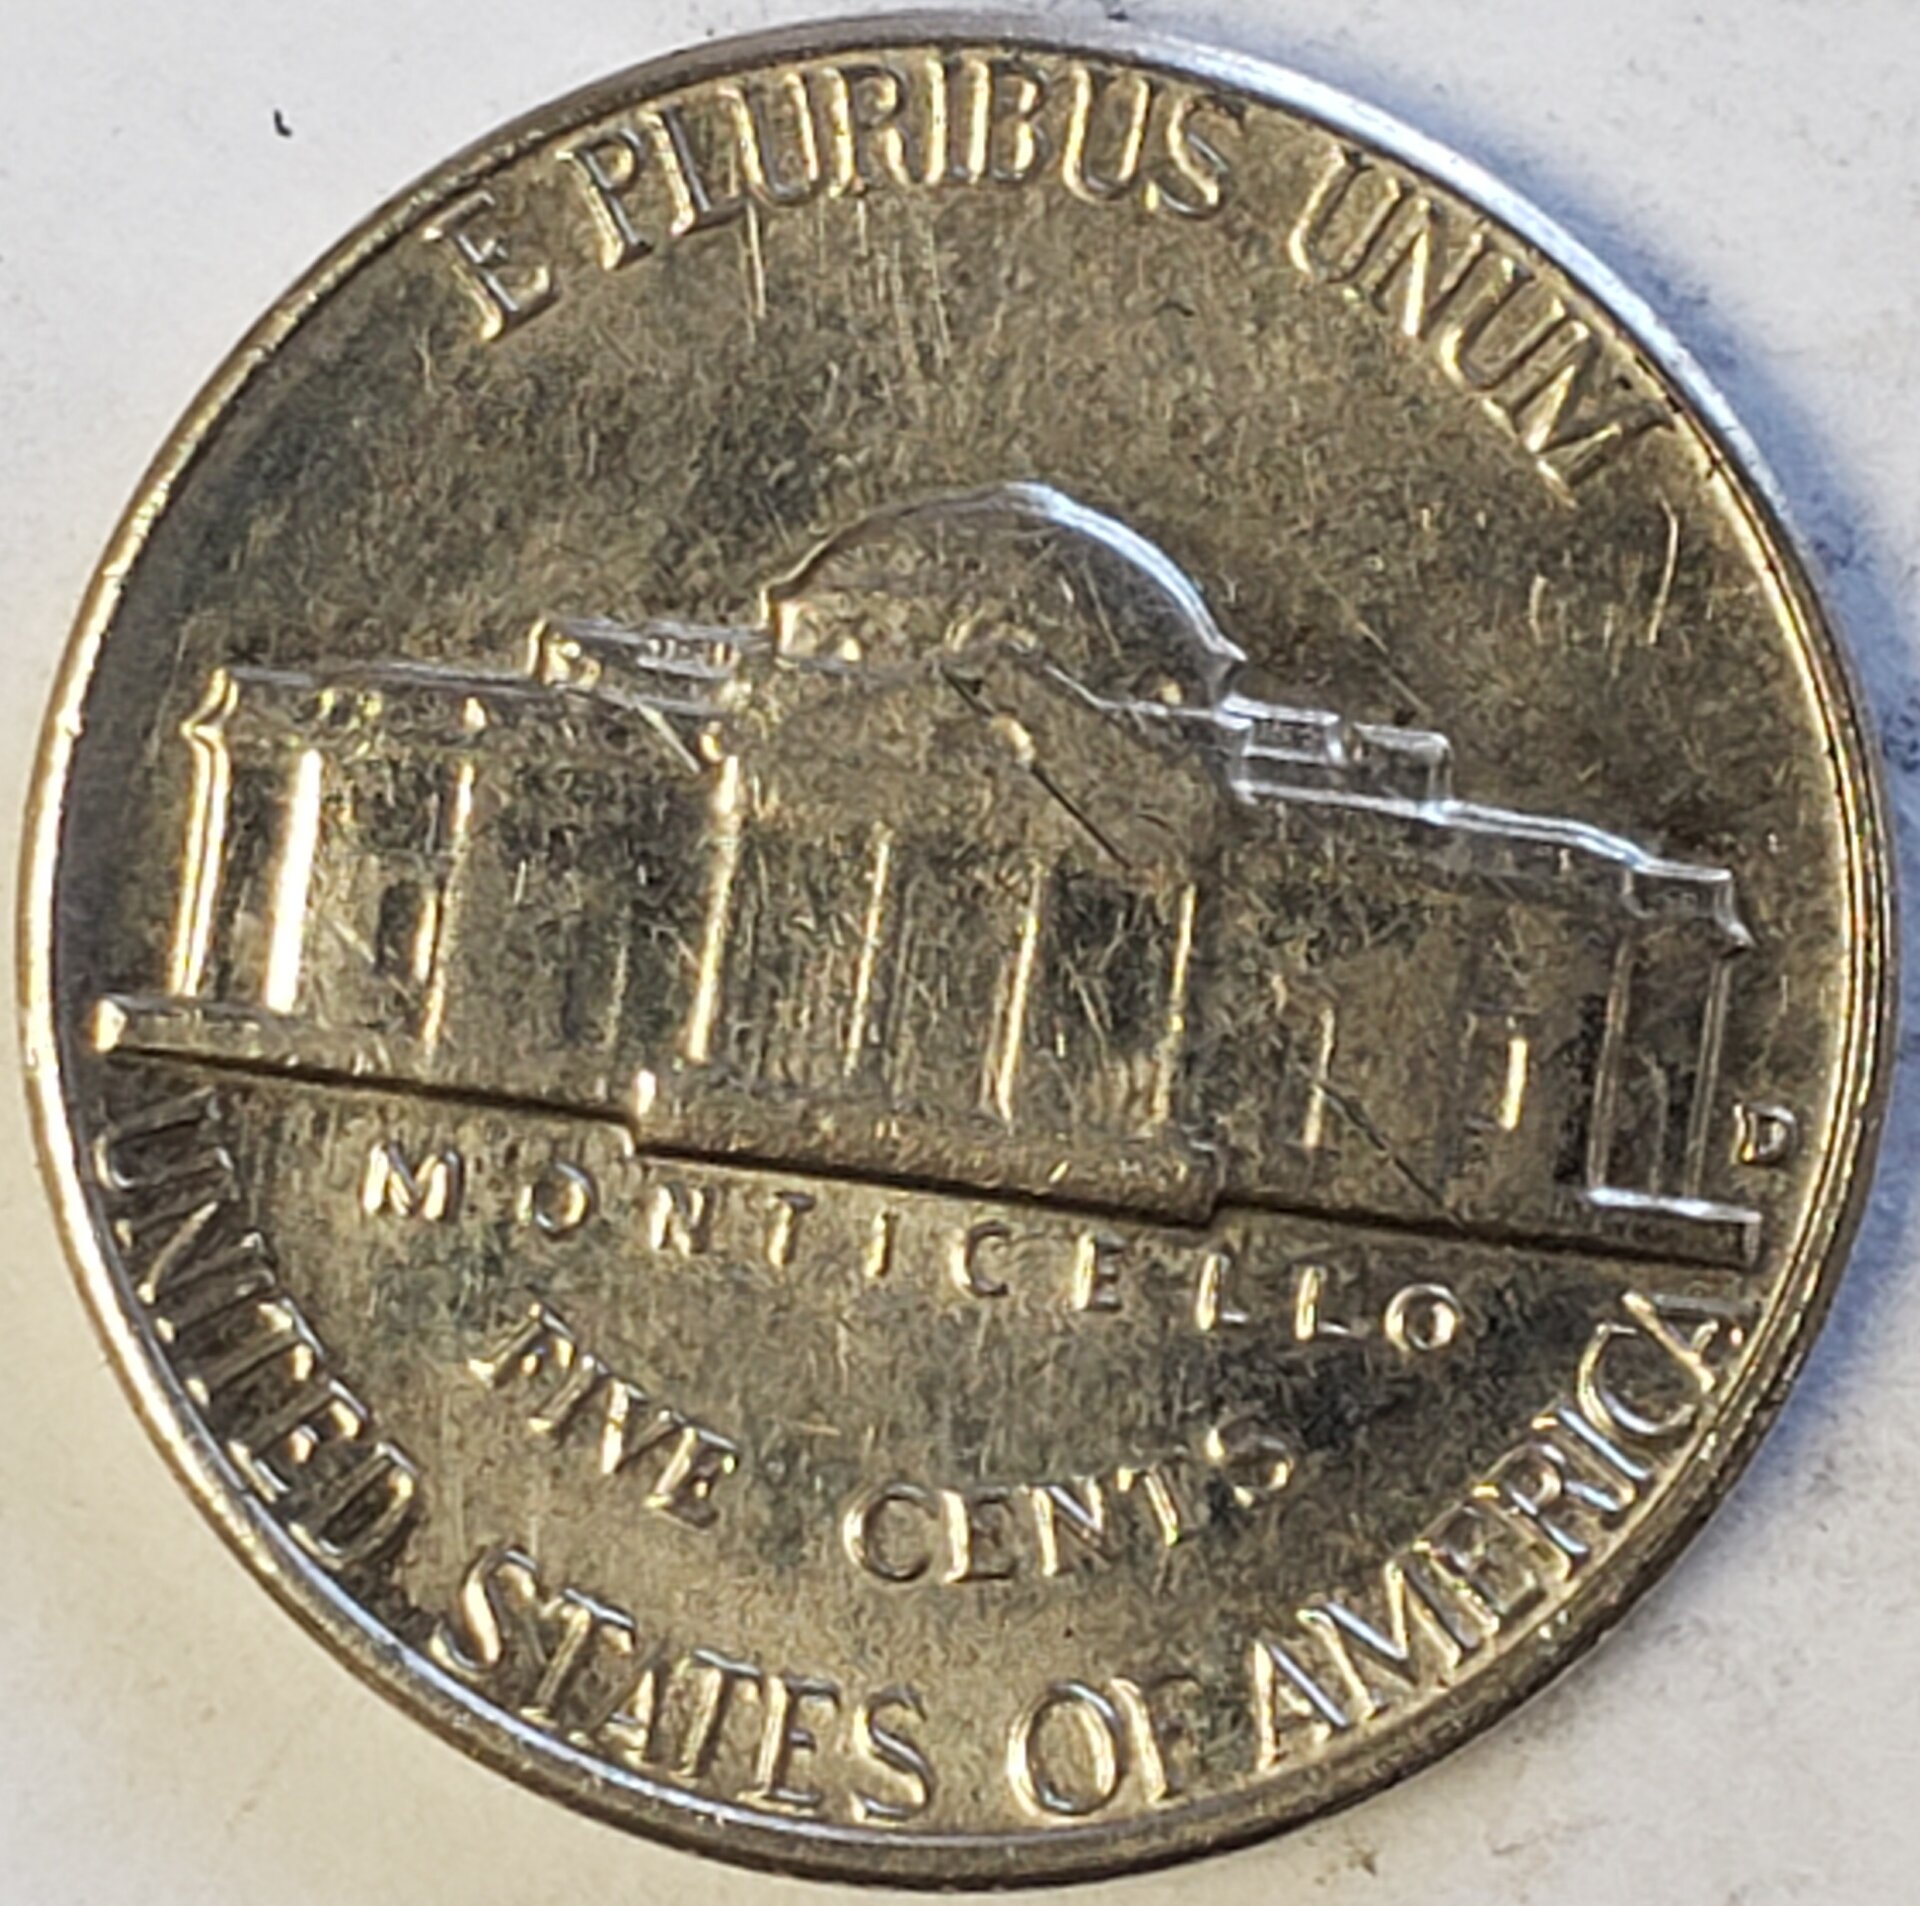 E PLURIBUS UNUM
D
MONTICELLO
FIVE CENTS
UNITED STATES OF AMERICA